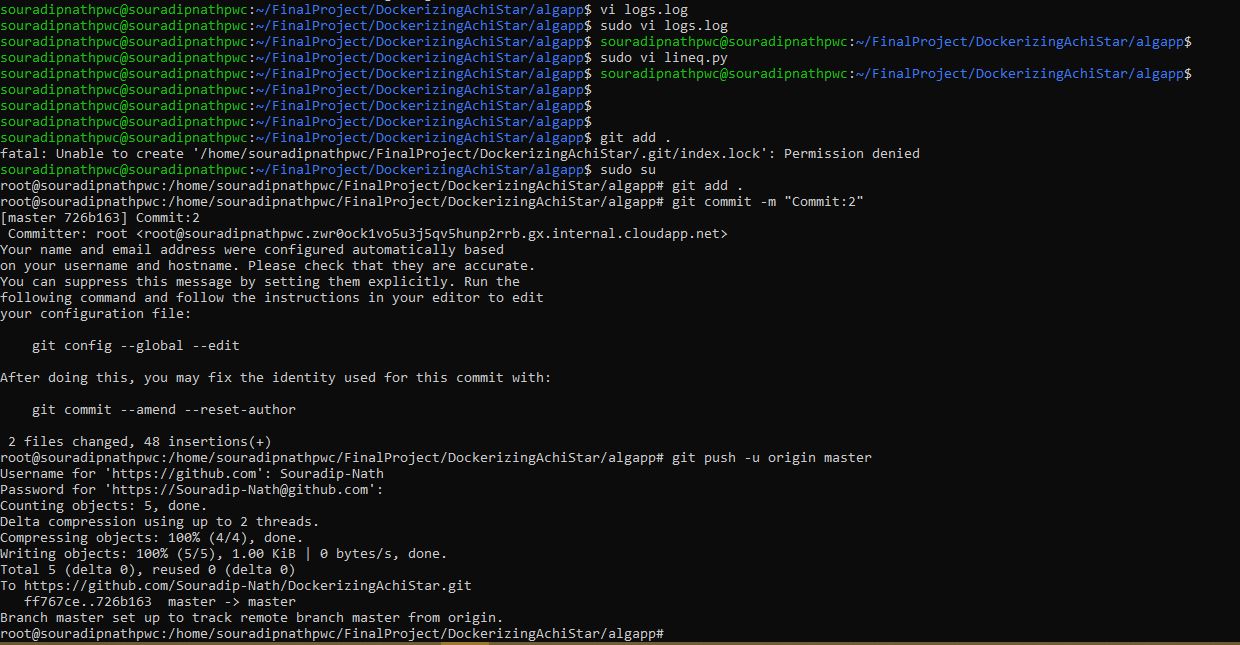 souradipnathpwc@souradipnathpwc:~/FinalProject/DockerizingAchiStar/algapp$ vi logs.log
souradipnathpwc@souradipnathpwc:~/FinalProject/DockerizingAchiStar/algapp$ sudo vi logs.log
souradipnathpwc@souradipnathpwc:~/FinalProject/DockerizingAchiStar/algapp$ souradipnathpwc@souradipnathpwc:~/FinalProject/DockerizingAchiStar/algapp$
souradipnathpwc@souradipnathpwc:~/FinalProject/DockerizingAchiStar/algapp$ sudo vi lineq.py
souradipnathpwc@souradipnathpwc:~/FinalProject/DockerizingAchiStar/algapp$ souradipnathpwc@souradipnathpwc:~/FinalProject/DockerizingAchiStar/algapp$
souradipnathpwc@souradipnathpwc:~/FinalProject/DockerizingAchiStar/algapp$
souradipnathpwc@souradipnathpwc:~/FinalProject/DockerizingAchiStar/algapp$
souradipnathpwc@souradipnathpwc:~/FinalProject/DockerizingAchiStar/algapp$
souradipnathpwc@souradipnathpwc:~/FinalProject/DockerizingAchiStar/algapp$ git add .
fatal: Unable to create '/home/souradipnathpwc/FinalProject/DockerizingAchiStar/.git/index.lock': Permission denied
souradipnathpwc@souradipnathpwc:~/FinalProject/DockerizingAchiStar/algapp$ sudo su
root@souradipnathpwc:/home/souradipnathpwc/FinalProject/DockerizingAchiStar/algapp# git add .
root@souradipnathpwc:/home/souradipnathpwc/FinalProject/DockerizingAchiStar/algapp# git commit -m "Commit:2"
[master 726b163] Commit:2
 Committer: root <root@souradipnathpwc.zwr0ock1vo5u3j5qv5hunp2rrb.gx.internal.cloudapp.net>
Your name and email address were configured automatically based
on your username and hostname. Please check that they are accurate.
You can suppress this message by setting them explicitly. Run the
following command and follow the instructions in your editor to edit
your configuration file:
    git config --global --edit
After doing this, you may fix the identity used for this commit with:
    git commit --amend --reset-author
 2 files changed, 48 insertions(+)
root@souradipnathpwc:/home/souradipnathpwc/FinalProject/DockerizingAchiStar/algapp# git push -u origin master
Username for 'https://github.com': Souradip-Nath
Password for 'https://Souradip-Nath@github.com':
Counting objects: 5, done.
Delta compression using up to 2 threads.
Compressing objects: 100% (4/4), done.
Writing objects: 100% (5/5), 1.00 KiB | 0 bytes/s, done.
Total 5 (delta 0), reused 0 (delta 0)
To https://github.com/Souradip-Nath/DockerizingAchiStar.git
   ff767ce..726b163  master -> master
Branch master set up to track remote branch master from origin.
root@souradipnathpwc:/home/souradipnathpwc/FinalProject/DockerizingAchiStar/algapp#